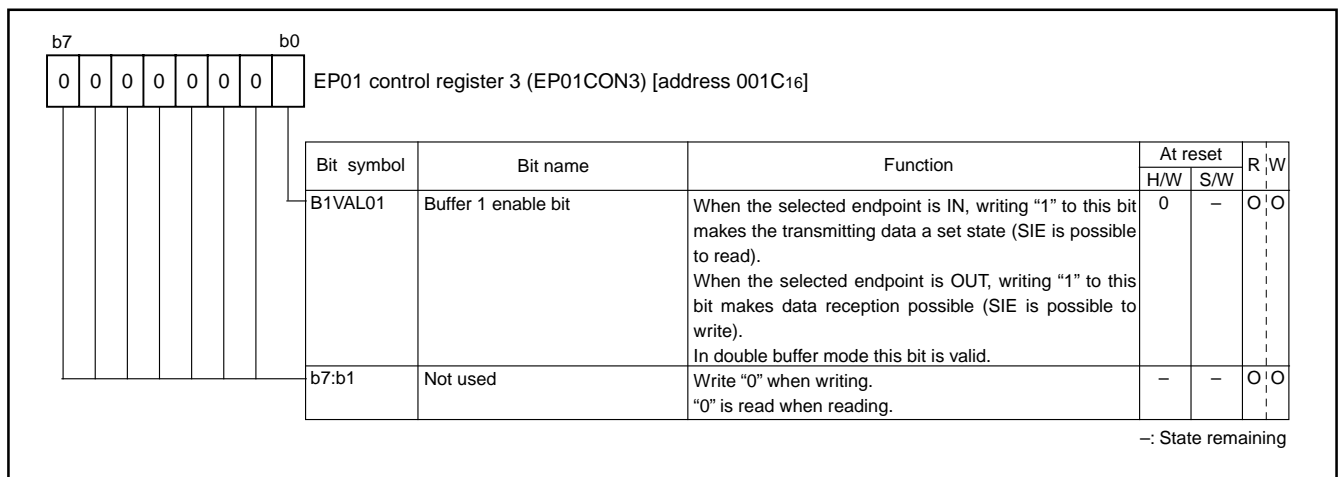 b7 b0
0 0 0 0 0 0 0 EP01 control register 3 (EP01CON3) [address 001C16]
Bit symbol Bit name Function At reset R W
H/W S/W
B1VAL01 Buffer 1 enable bit When the selected endpoint is IN, writing “1” to this bit 0 – O O
makes the transmitting data a set state (SIE is possible
to read).
When the selected endpoint is OUT, writing “1” to this
bit makes data reception possible (SIE is possible to
write).
In double buffer mode this bit is valid.
b7:b1 Not used Write “0” when writing. – – O O
“0” is read when reading.
–: State remaining